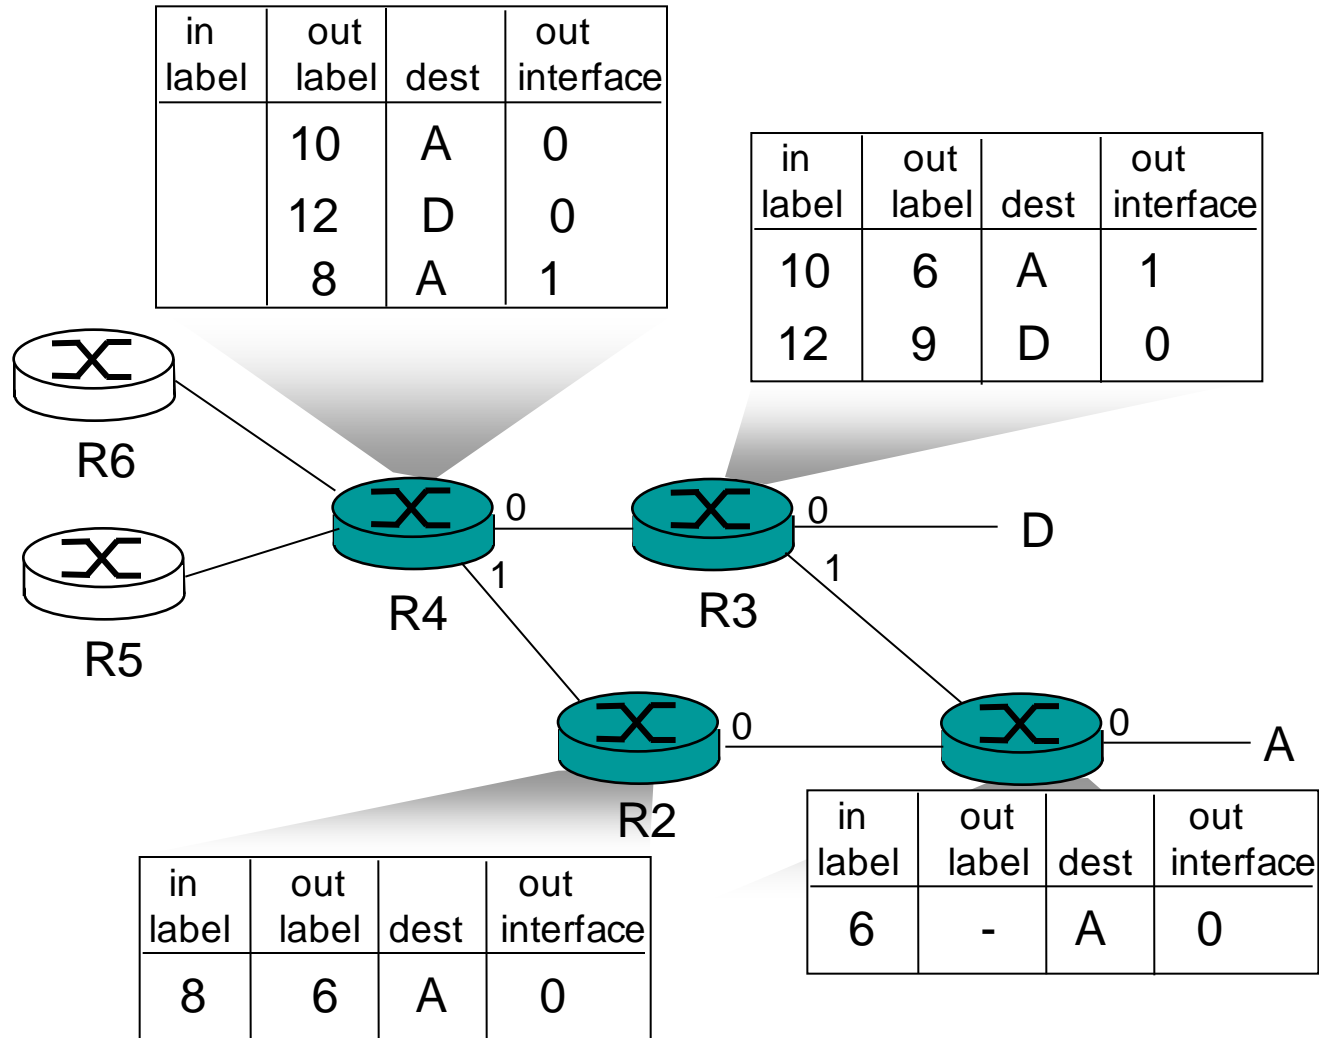 in out out
label label dest interface
10 A 0
12 D 0
8 A 1
in out out
label label dest interface
10 6 A 1
12 9 D 0
R6
R5
R4
0
1
R3
0
1
D
R2
0
0
A
in out out
label label dest interface
6 - A 0
in out out
label label dest interface
8 6 A 0